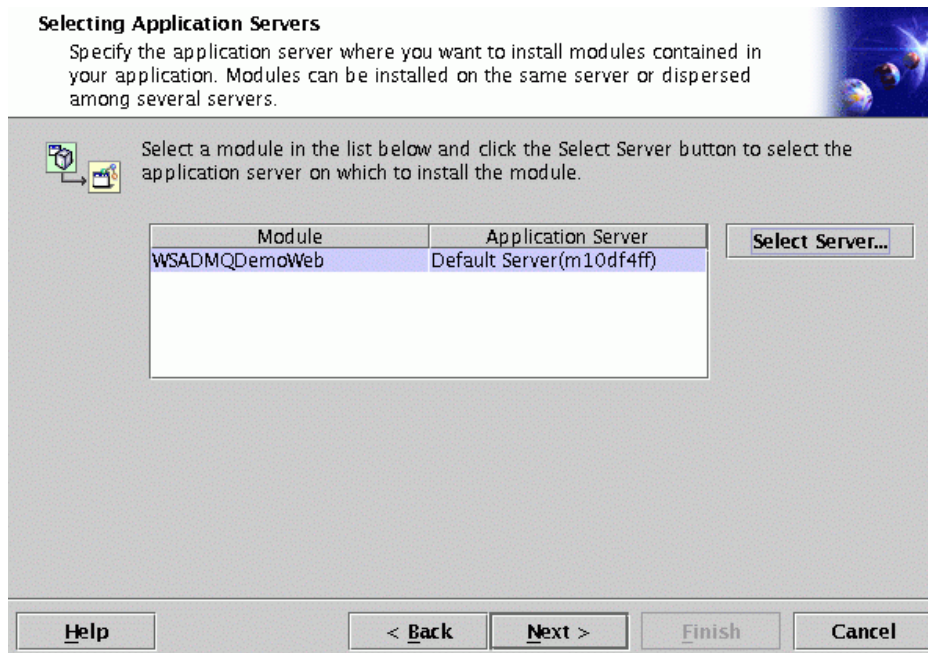 Selecting Application Servers
Specify the application server where you want to install modules contained in
your application. Modules can be installed on the same server or dispersed
among several servers.
Select a module in the list below and click the Select Server button to select the
application server on which to install the module.
Module Application Server
WSADMQDemoWeb Default Server(m10df4ff)
Select Server...
Help < Back Next > Finish Cancel